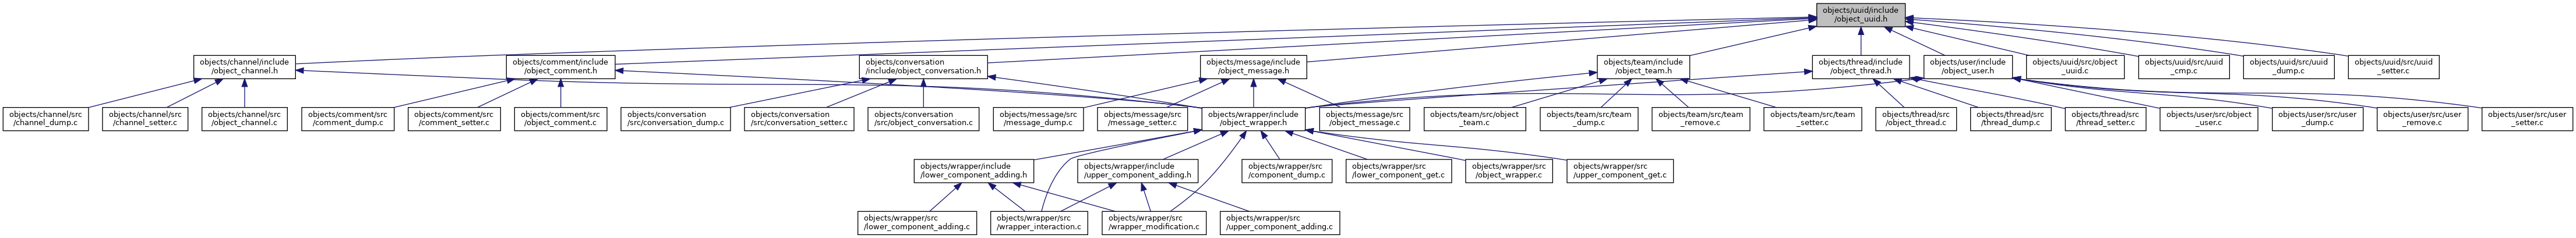 objects/uuid/include
/object_uuid.h
objects/channel/include
/object_channel.h
objects/comment/include
/object_comment.h
objects/conversation
/include/object_conversation.h
objects/message/include
/object_message.h
objects/team/include
/object_team.h
objects/thread/include
/object_thread.h
objects/user/include
/object_user.h
objects/uuid/src/object
_uuid.c
objects/uuid/src/uuid
_cmp.c
objects/uuid/src/uuid
_dump.c
objects/uuid/src/uuid
_setter.c
objects/channel/src
/channel_dump.c
objects/channel/src
/channel_setter.c
objects/channel/src
/object_channel.c
objects/comment/src
/comment_dump.c
objects/comment/src
/comment_setter.c
objects/comment/src
/object_comment.c
objects/conversation
/src/conversation_dump.c
objects/conversation
/src/conversation_setter.c
objects/conversation
/src/object_conversation.c
objects/message/src
/message_dump.c
objects/message/src
/message_setter.c
objects/wrapper/include
/object_wrapper.h
objects/message/src
/object_message.c
objects/team/src/object
_team.c
objects/team/src/team
_dump.c
objects/team/src/team
_remove.c
objects/team/src/team
_setter.c
objects/thread/src
/object_thread.c
objects/thread/src
/thread_dump.c
objects/thread/src
/thread_setter.c
objects/user/src/object
_user.c
objects/user/src/user
_dump.c
objects/user/src/user
_remove.c
objects/user/src/user
_setter.c
objects/wrapper/include
/lower_component_adding.h
objects/wrapper/include
/upper_component_adding.h
objects/wrapper/src
/component_dump.c
objects/wrapper/src
/lower_component_get.c
objects/wrapper/src
/object_wrapper.c
objects/wrapper/src
/upper_component_get.c
objects/wrapper/src
/lower_component_adding.c
objects/wrapper/src
/wrapper_interaction.c
objects/wrapper/src
/wrapper_modification.c
objects/wrapper/src
/upper_component_adding.c